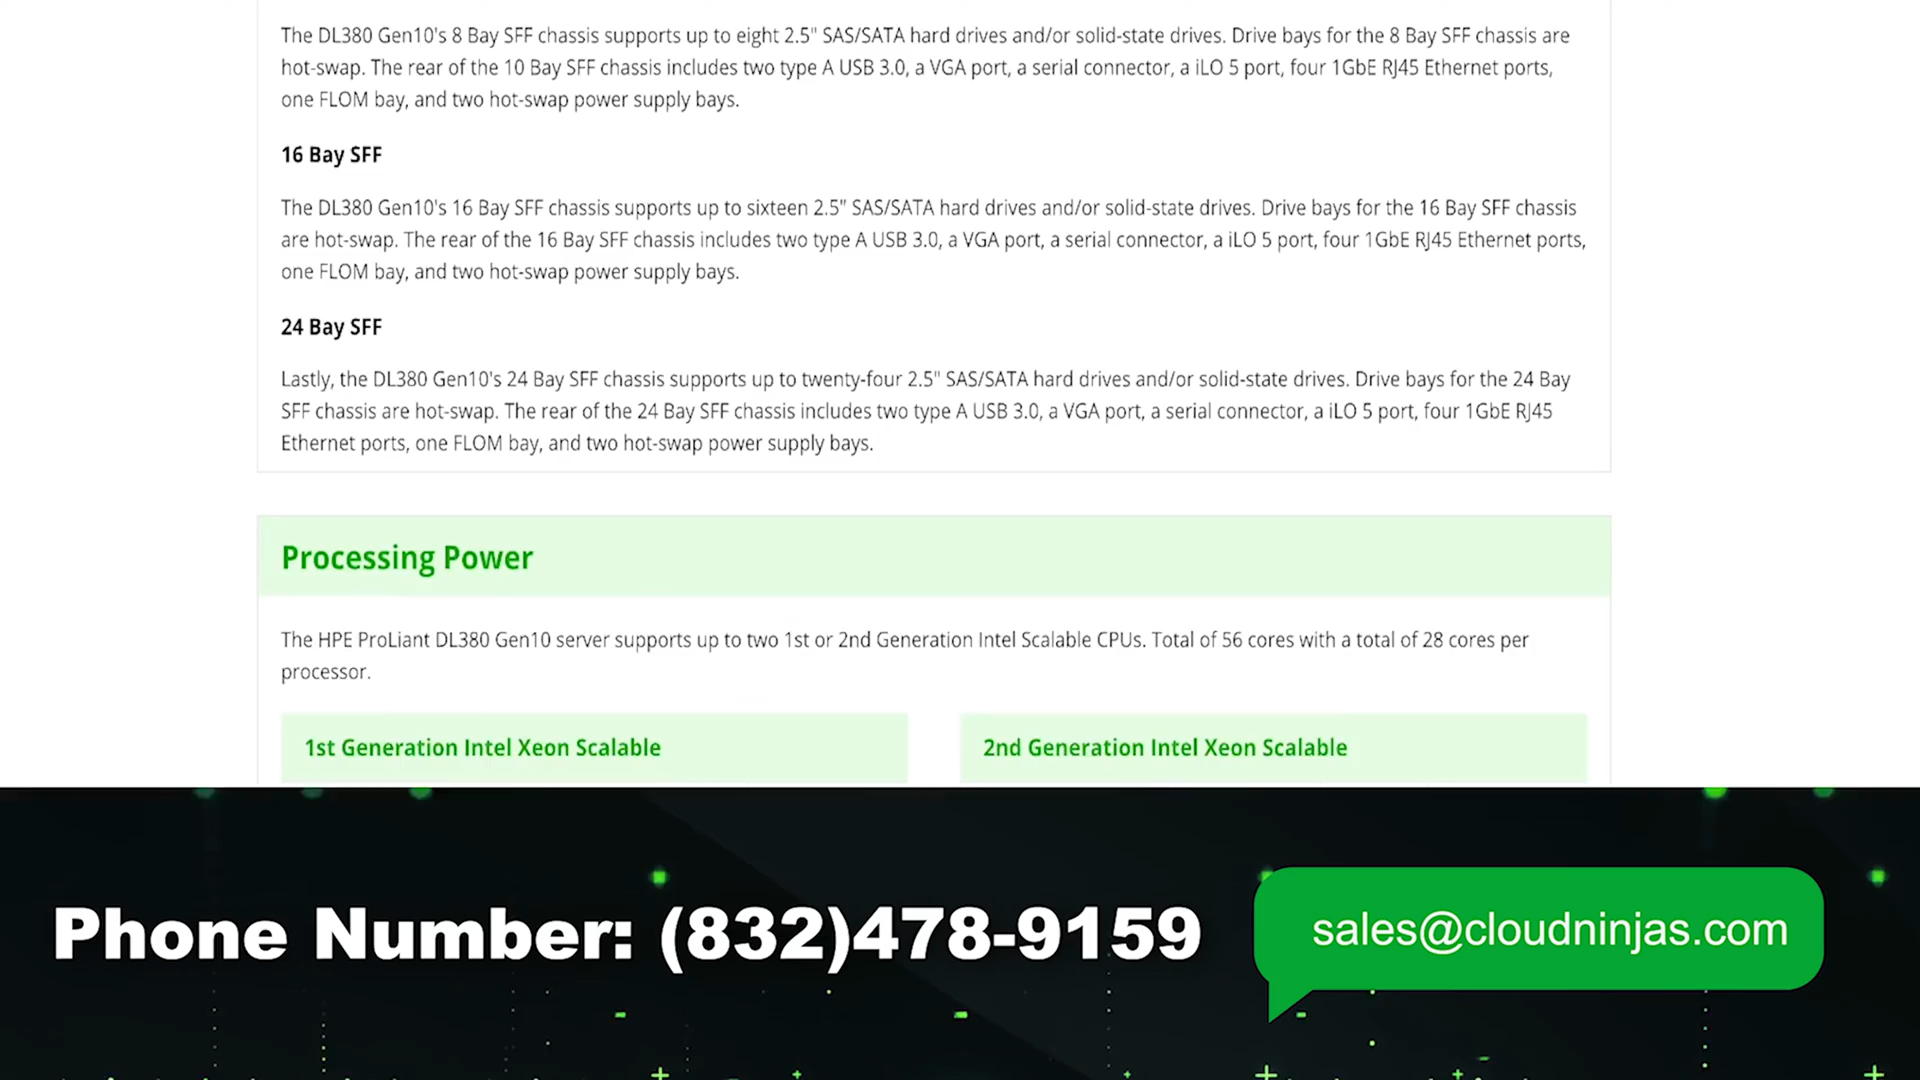 The DL380 Gen10's 8 Bay SFF chassis supports up to eight 2.5" SAS/SATA hard drives and/or solid-state drives. Drive bays for the 8 Bay SFF chassis are
hot-swap. The rear of the 10 Bay SFF chassis includes two type A USB 3.0, a VGA port, a serial connector, a iLO 5 port, four 1GbE RJ45 Ethernet ports,
one FLOM bay, and two hot-swap power supply bays.
16 Bay SFF
The DL380 Gen10's 16 Bay SFF chassis supports up to sixteen 2.5" SAS/SATA hard drives and/or solid-state drives. Drive bays for the 16 Bay SFF chassis
are hot-swap. The rear of the 16 Bay SFF chassis includes two type A USB 3.0, a VGA port, a serial connector, a iLO 5 port, four 1GbE RJ45 Ethernet ports,
one FLOM bay, and two hot-swap power supply bays.
24 Bay SFF
Lastly, the DL380 Gen10's 24 Bay SFF chassis supports up to twenty-four 2.5" SAS/SATA hard drives and/or solid-state drives. Drive bays for the 24 Bay
SFF chassis are hot-swap. The rear of the 24 Bay SFF chassis includes two type A USB 3.0, a VGA port, a serial connector, a iLO 5 port, four 1GbE RJ45
Ethernet ports, one FLOM bay, and two hot-swap power supply bays.
Processing Power
The HPE ProLiant DL380 Gen10 server supports up to two 1st or 2nd Generation Intel Scalable CPUs. Total of 56 cores with a total of 28 cores per
processor.
1st Generation Intel Xeon Scalable
2nd Generation Intel Xeon Scalable
Phone Number: (832)478-9159
sales@cloudninjas.com